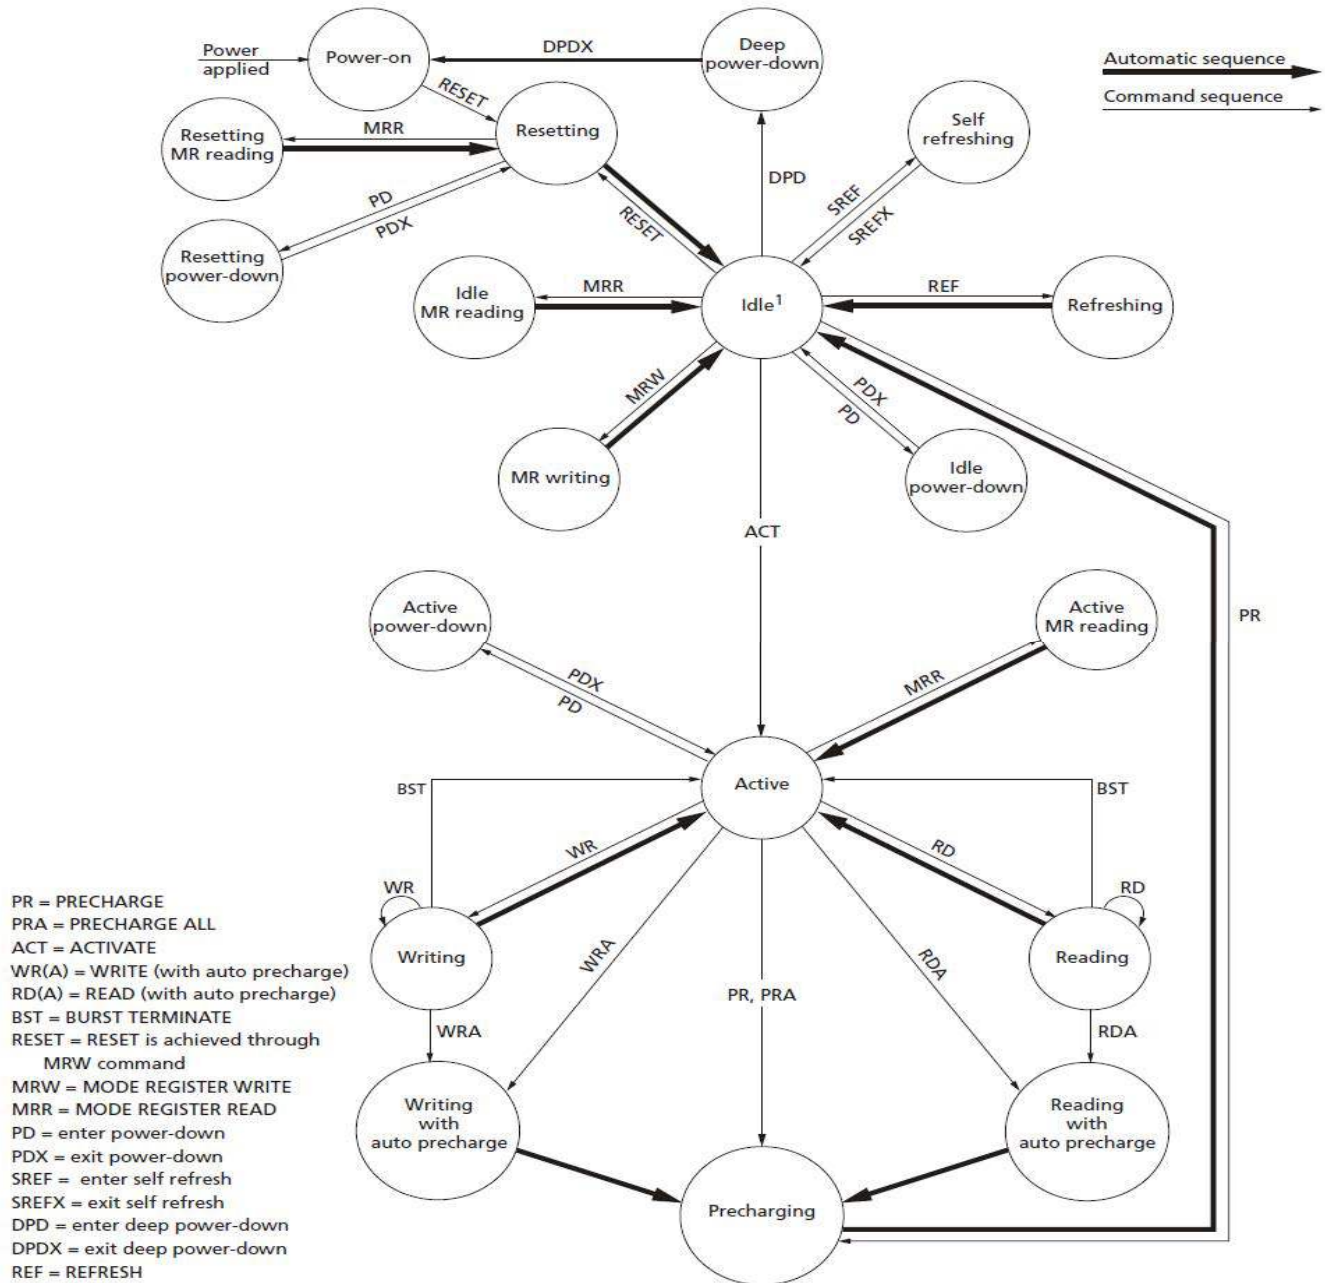 Power
applied
Power-on
DPDX
Deep
power-down
Automatic sequence
Command sequence
RESET
Resetting
MR reading
MRR
Resetting
Self
refreshing
PD
PDX
DPD
SREF
SREFX
RESET
Resetting
power-down
Idle
MR reading
MRR
Idle1
REF
Refreshing
MRW
PDX
PD
MR writing
Idle
power-down
ACT
Active
power-down
Active
MR reading
PR
PDX
PD
MRR
BST
Active
BST
WR
RD
WR
RD
Writing
Reading
WRA
RDA
PR, PRA
WRA
RDA
Writing
with
auto precharge
Reading
with
auto precharge
Precharging
PR = PRECHARGE
PRA = PRECHARGE ALL
ACT = ACTIVATE
WR(A) = WRITE (with auto precharge)
RD(A) = READ (with auto precharge)
BST = BURST TERMINATE
RESET = RESET is achieved through
MRW command
MRW = MODE REGISTER WRITE
MRR = MODE REGISTER READ
PD = enter power-down
PDX = exit power-down
SREF = enter self refresh
SREFX = exit self refresh
DPD = enter deep power-down
DPDX = exit deep power-down
REF = REFRESH